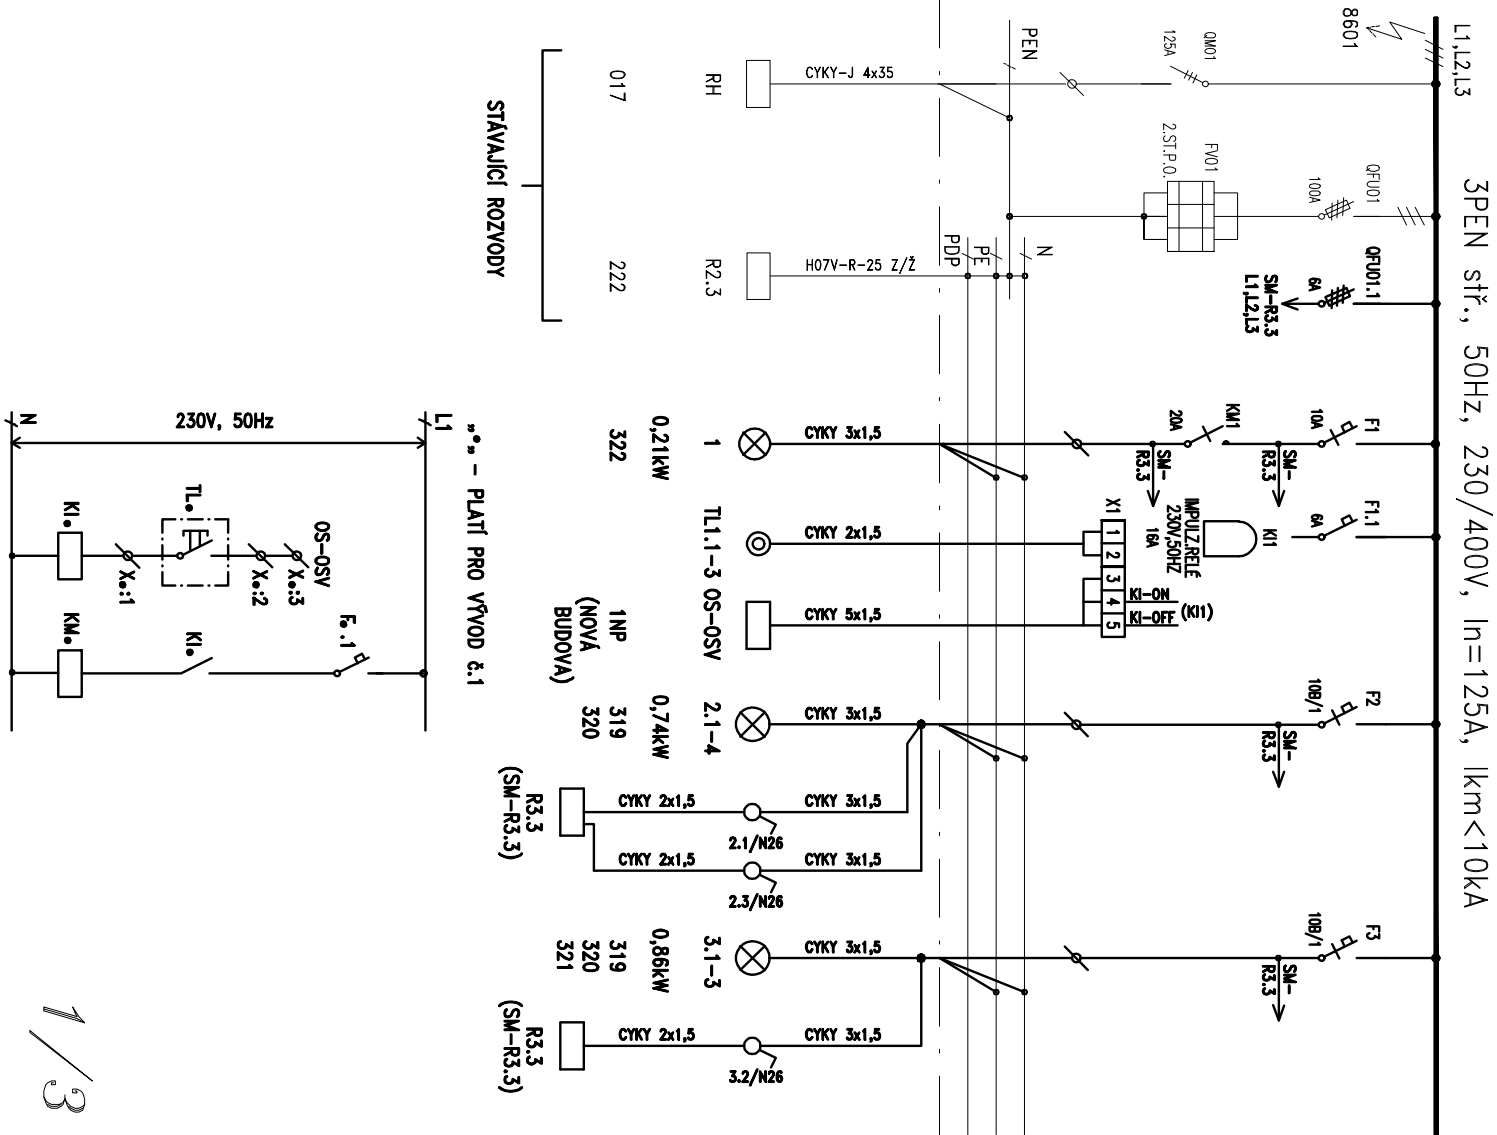 L1,L2,L3
3PEN stř., 50Hz, 230/400V, In=125A, Ikm<10kA
8601
QM01
125A
PEN
CYKY-J 4x35
RH
017
QFU01
100A
FV01
2.ST.P.O.
N
PE
PDP
H07V-R-25 Z/Ž
R2.3
222
STÁVAJÍCÍ ROZVODY
QFU01.1
6A
SM-R3.3
L1,L2,L3
F1
10A
SM-
R3.3
KM1
20A
SM-
R3.3
CYKY 3x1,5
1
0,21kW
322
F1.1
6A
KI1
IMPULZ.RELÉ
230V,50HZ
16A
X1
1
2
3
4
5
KI-ON
KI-OFF
(KI1)
CYKY 2x1,5
TL1.1-3
CYKY 5x1,5
OS-OSV
1NP
(NOVÁ
BUDOVA)
F2
10B/1
SM-
R3.3
CYKY 3x1,5
2.1-4
0,74kW
319
320
CYKY 3x1,5
2.1/N26
CYKY 2x1,5
CYKY 3x1,5
2.3/N26
CYKY 2x1,5
R3.3
(SM-R3.3)
F3
10B/1
SM-
R3.3
CYKY 3x1,5
3.1-3
0,86kW
319
320
321
CYKY 3x1,5
3.2/N26
CYKY 2x1,5
R3.3
(SM-R3.3)
„•„ - PLATÍ PRO VÝVOD č.1
L1
230V, 50Hz
N
OS-OSV
X•:3
X•:2
TL•
X•:1
KI•
F•.1
KI•
KM•
1/3